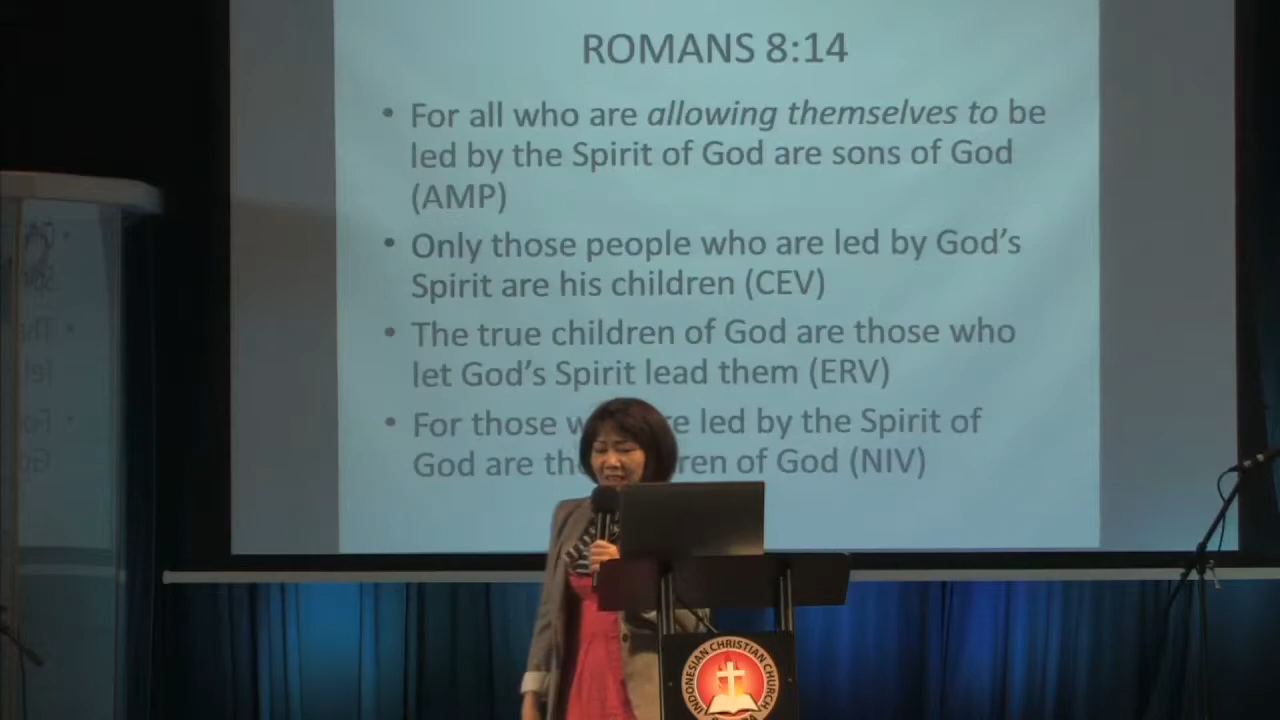 ROMANS 8:14
• For all who are allowing themselves to be
led by the Spirit of God are sons of God
(AMP)
• Only those people who are led by God's
Spirit are his children (CEV)
• The true children of God are those who
let God's Spirit lead them (ERV)
• For those led by the Spirit of
God are of God (NIV)
INDONESIAN CHRISTIAN CHURCH